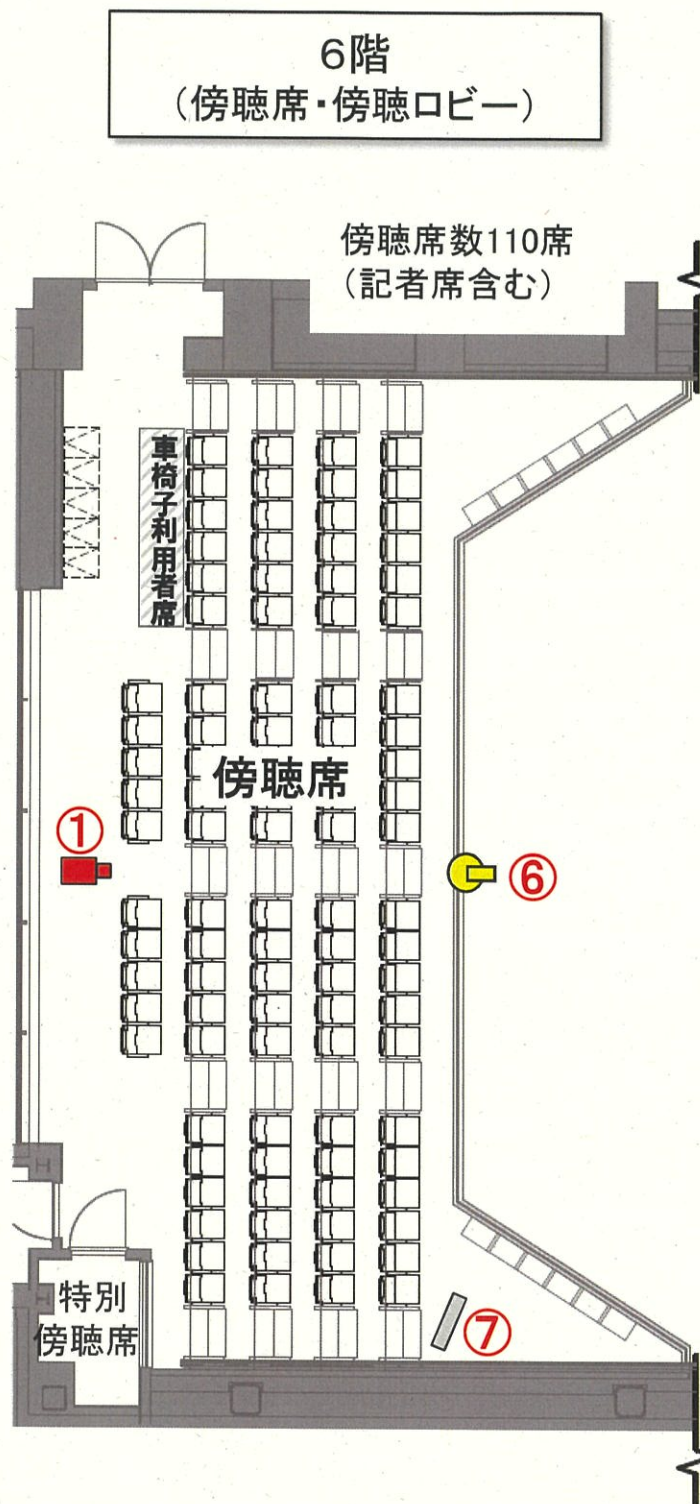 6階
（傍聴席・傍聴ロビー）
傍聴席数110席
（記者席含む）
車椅子利用者席
傍聴席
①
⑥
⑦
特別
傍聴席